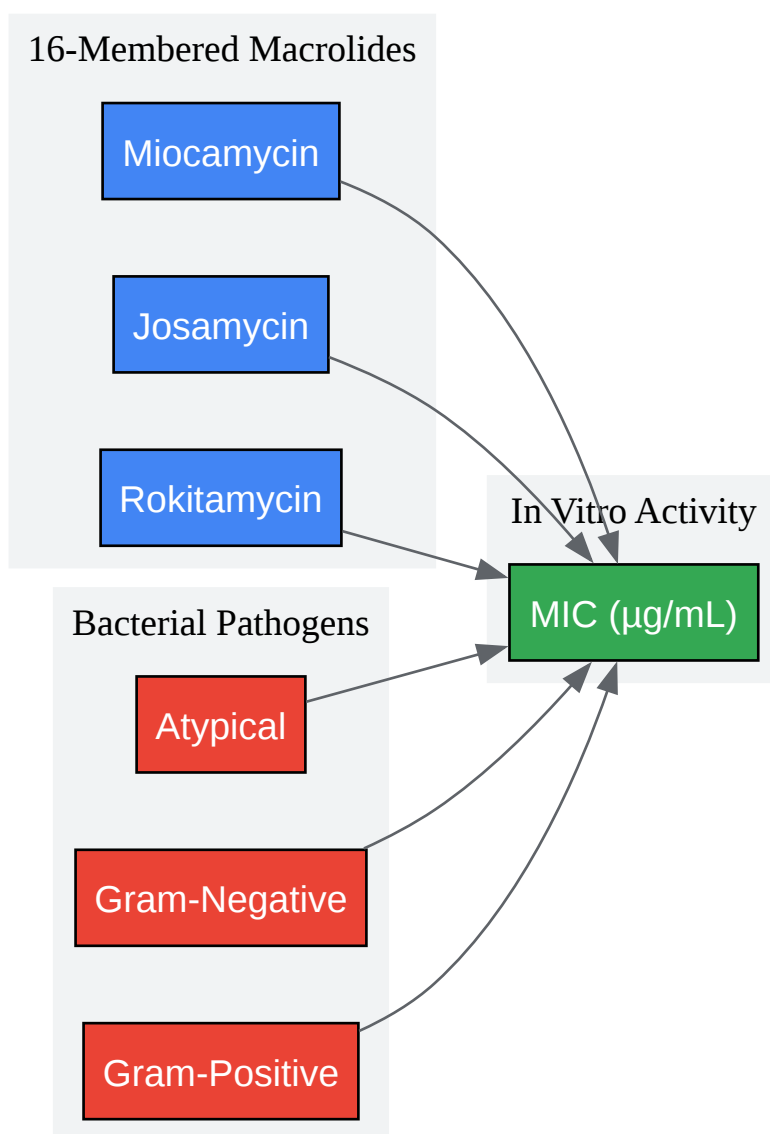 16-Membered Macrolides
Miocamycin
Josamycin
Rokitamycin
In Vitro Activity
MIC (µg/mL)
Bacterial Pathogens
Atypical
Gram-Negative
Gram-Positive